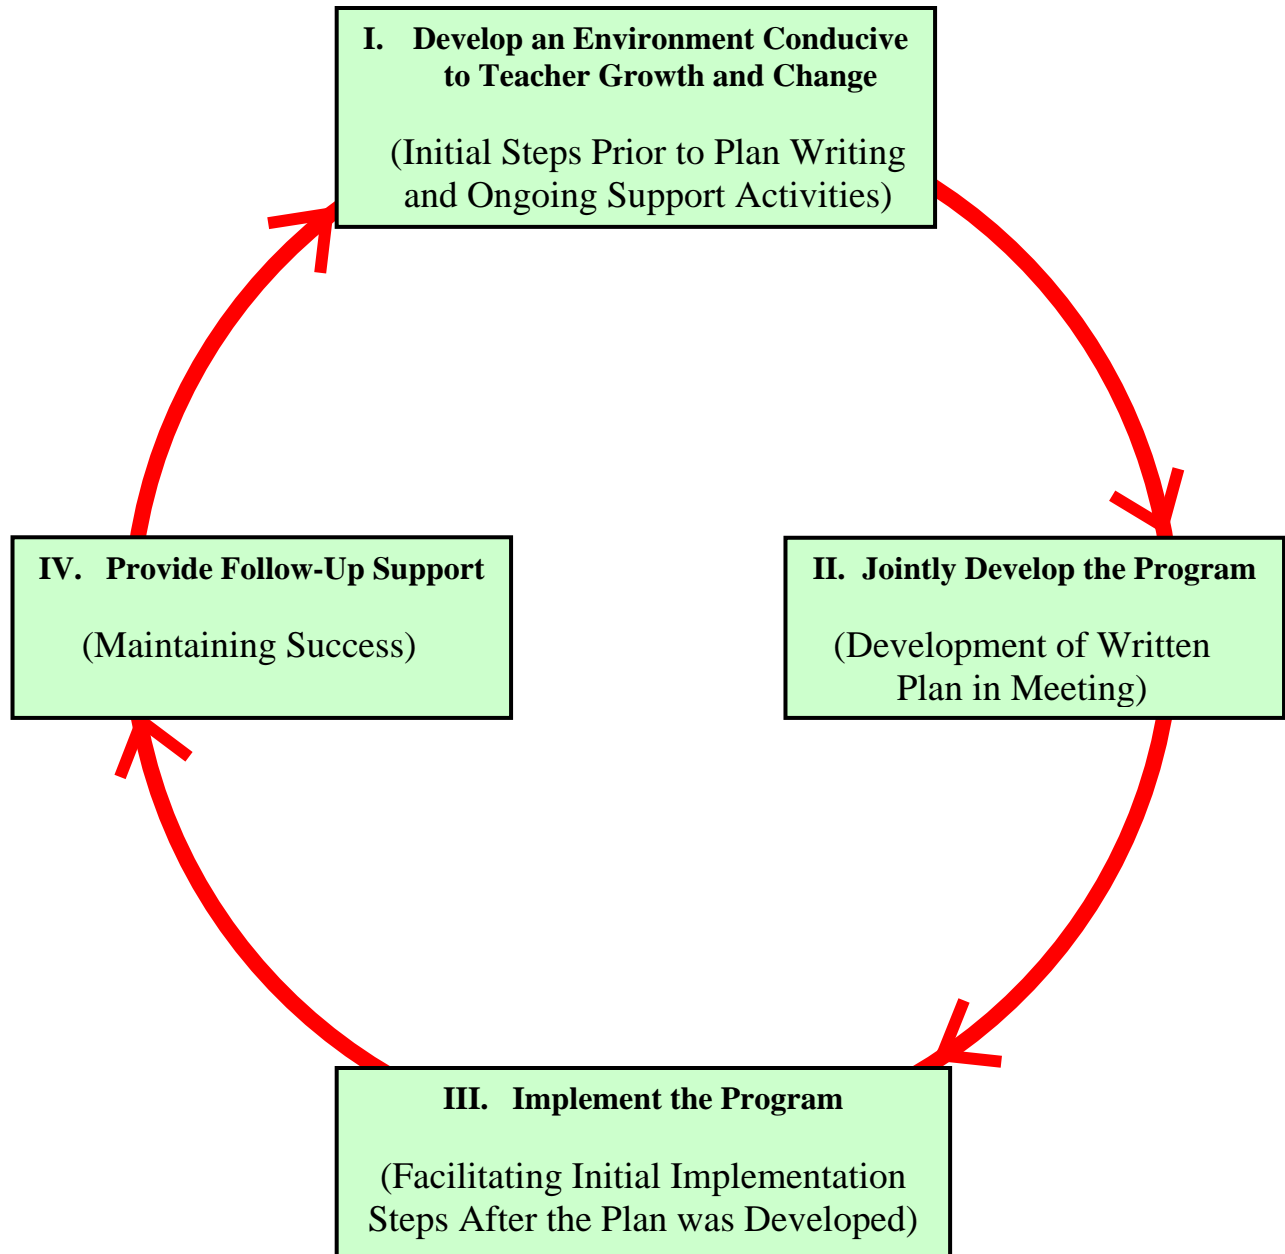 I. Develop an Environment Conducive
to Teacher Growth and Change
(Initial Steps Prior to Plan Writing
and Ongoing Support Activities)
IV. Provide Follow-Up Support
(Maintaining Success)
II. Jointly Develop the Program
(Development of Written
Plan in Meeting)
III. Implement the Program
(Facilitating Initial Implementation
Steps After the Plan was Developed)